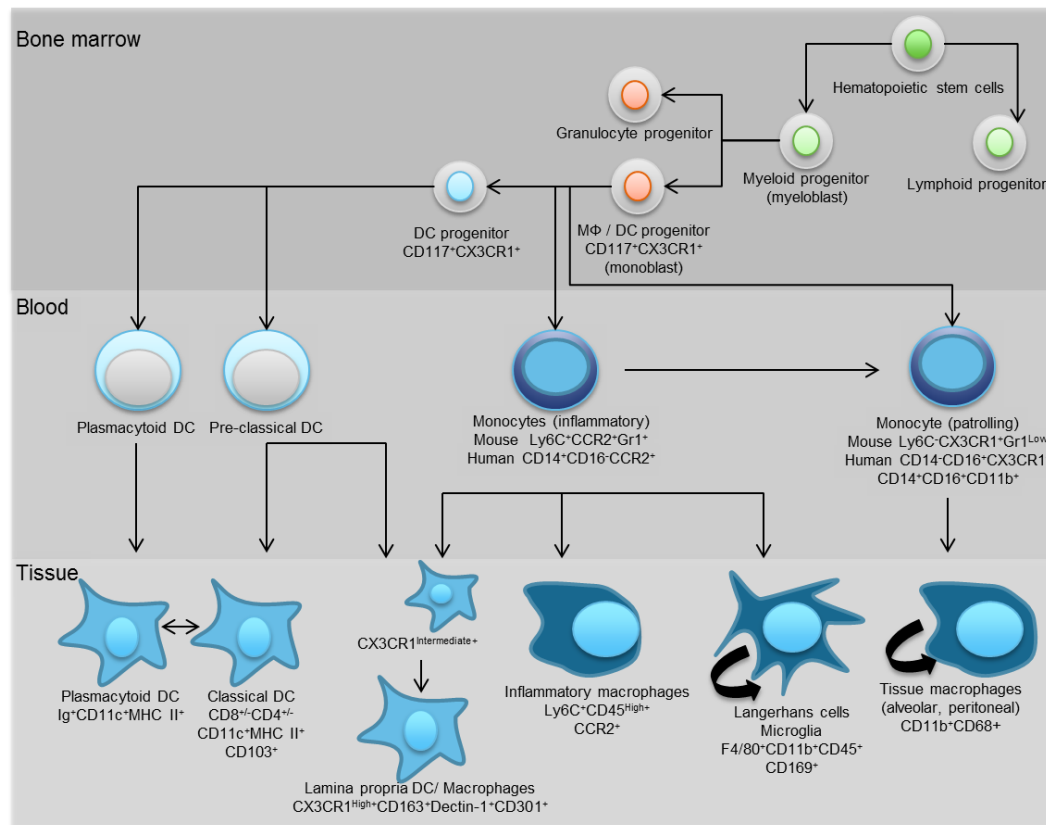 Bone marrow
Hematopoietic stem cells
Granulocyte progenitor
Myeloid progenitor
(myeloblast)
Lymphoid progenitor
DC progenitor
CD117⁺CX3CR1⁺
MΦ / DC progenitor
CD117⁺CX3CR1⁺
(monoblast)
Blood
Plasmacytoid DC
Pre-classical DC
Monocytes (inflammatory)
Mouse Ly6C⁺CCR2⁺Gr1⁺
Human CD14⁺CD16⁻CCR2⁺
Monocyte (patrolling)
Mouse Ly6C⁻CX3CR1⁺Gr1ᴸᵒʷ
Human CD14⁻CD16⁺CX3CR1
CD14⁺CD16⁺CD11b⁺
Tissue
Plasmacytoid DC
Ig⁺CD11c⁺MHC II⁺
Classical DC
CD8⁺/⁻CD4⁺/⁻
CD11c⁺MHC II⁺
CD103⁺
CX3CR1ᴵⁿᵗᵉʳᵐᵉᵈⁱᵃᵗᵉ⁺
Lamina propria DC/ Macrophages
CX3CR1ᴴⁱᵍʰ⁺CD163⁺Dectin-1⁺CD301⁺
Inflammatory macrophages
Ly6C⁺CD45ᴴⁱᵍʰ⁺
CCR2⁺
Langerhans cells
Microglia
F4/80⁺CD11b⁺CD45⁺
CD169⁺
Tissue macrophages
(alveolar, peritoneal)
CD11b⁺CD68+